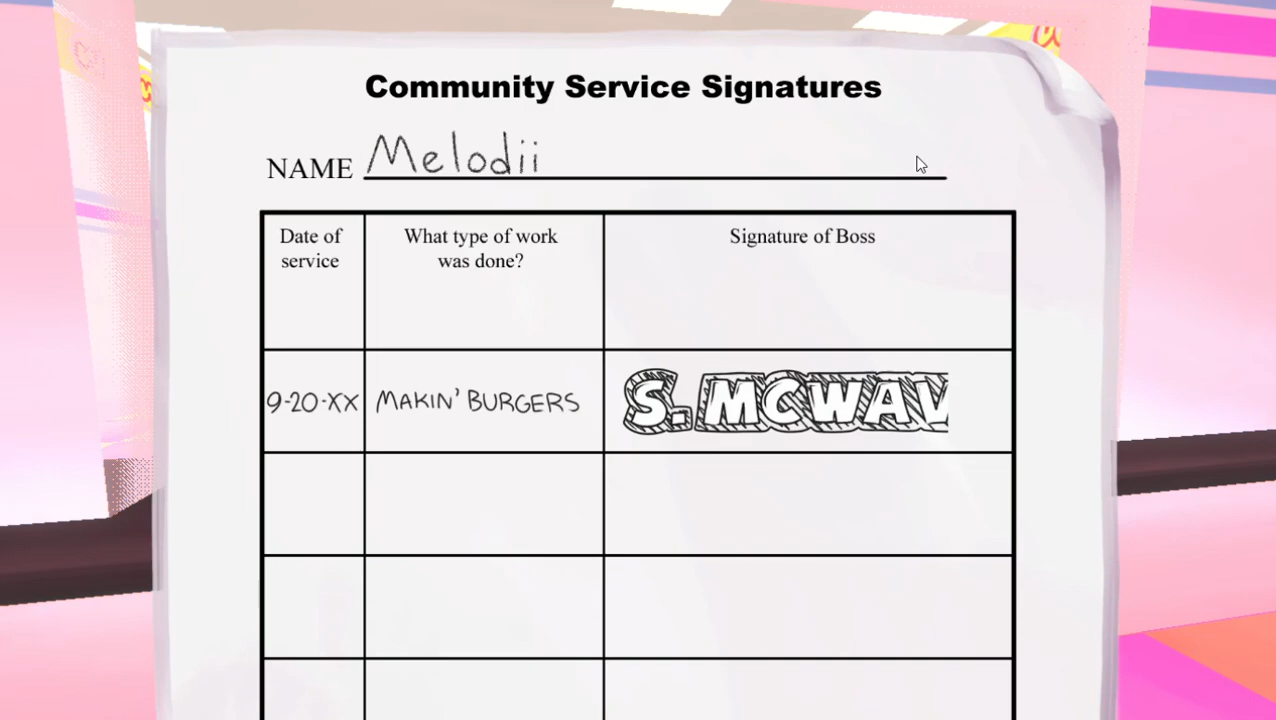 Community Service Signatures
NAME Melodii
Date of service
What type of work was done?
Signature of Boss
9-20-XX MAKIN' BURGERS S. MCWAV